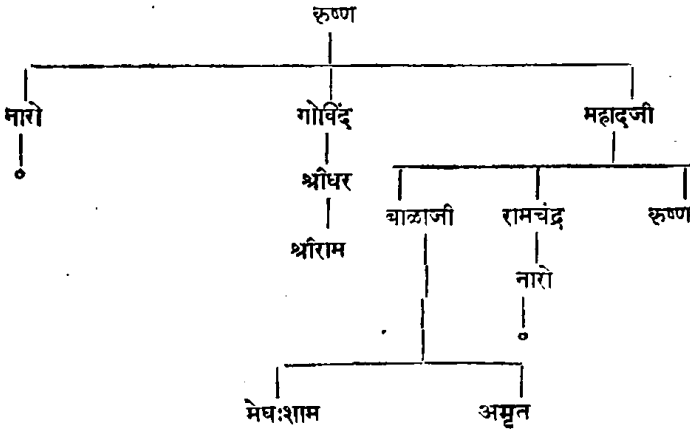 कृष्ण
नारो गोविंद महादजी
श्रीधर
बाळाजी रामचंद्र कृष्ण
श्रीराम
नारो
मेघःशाम अमृत